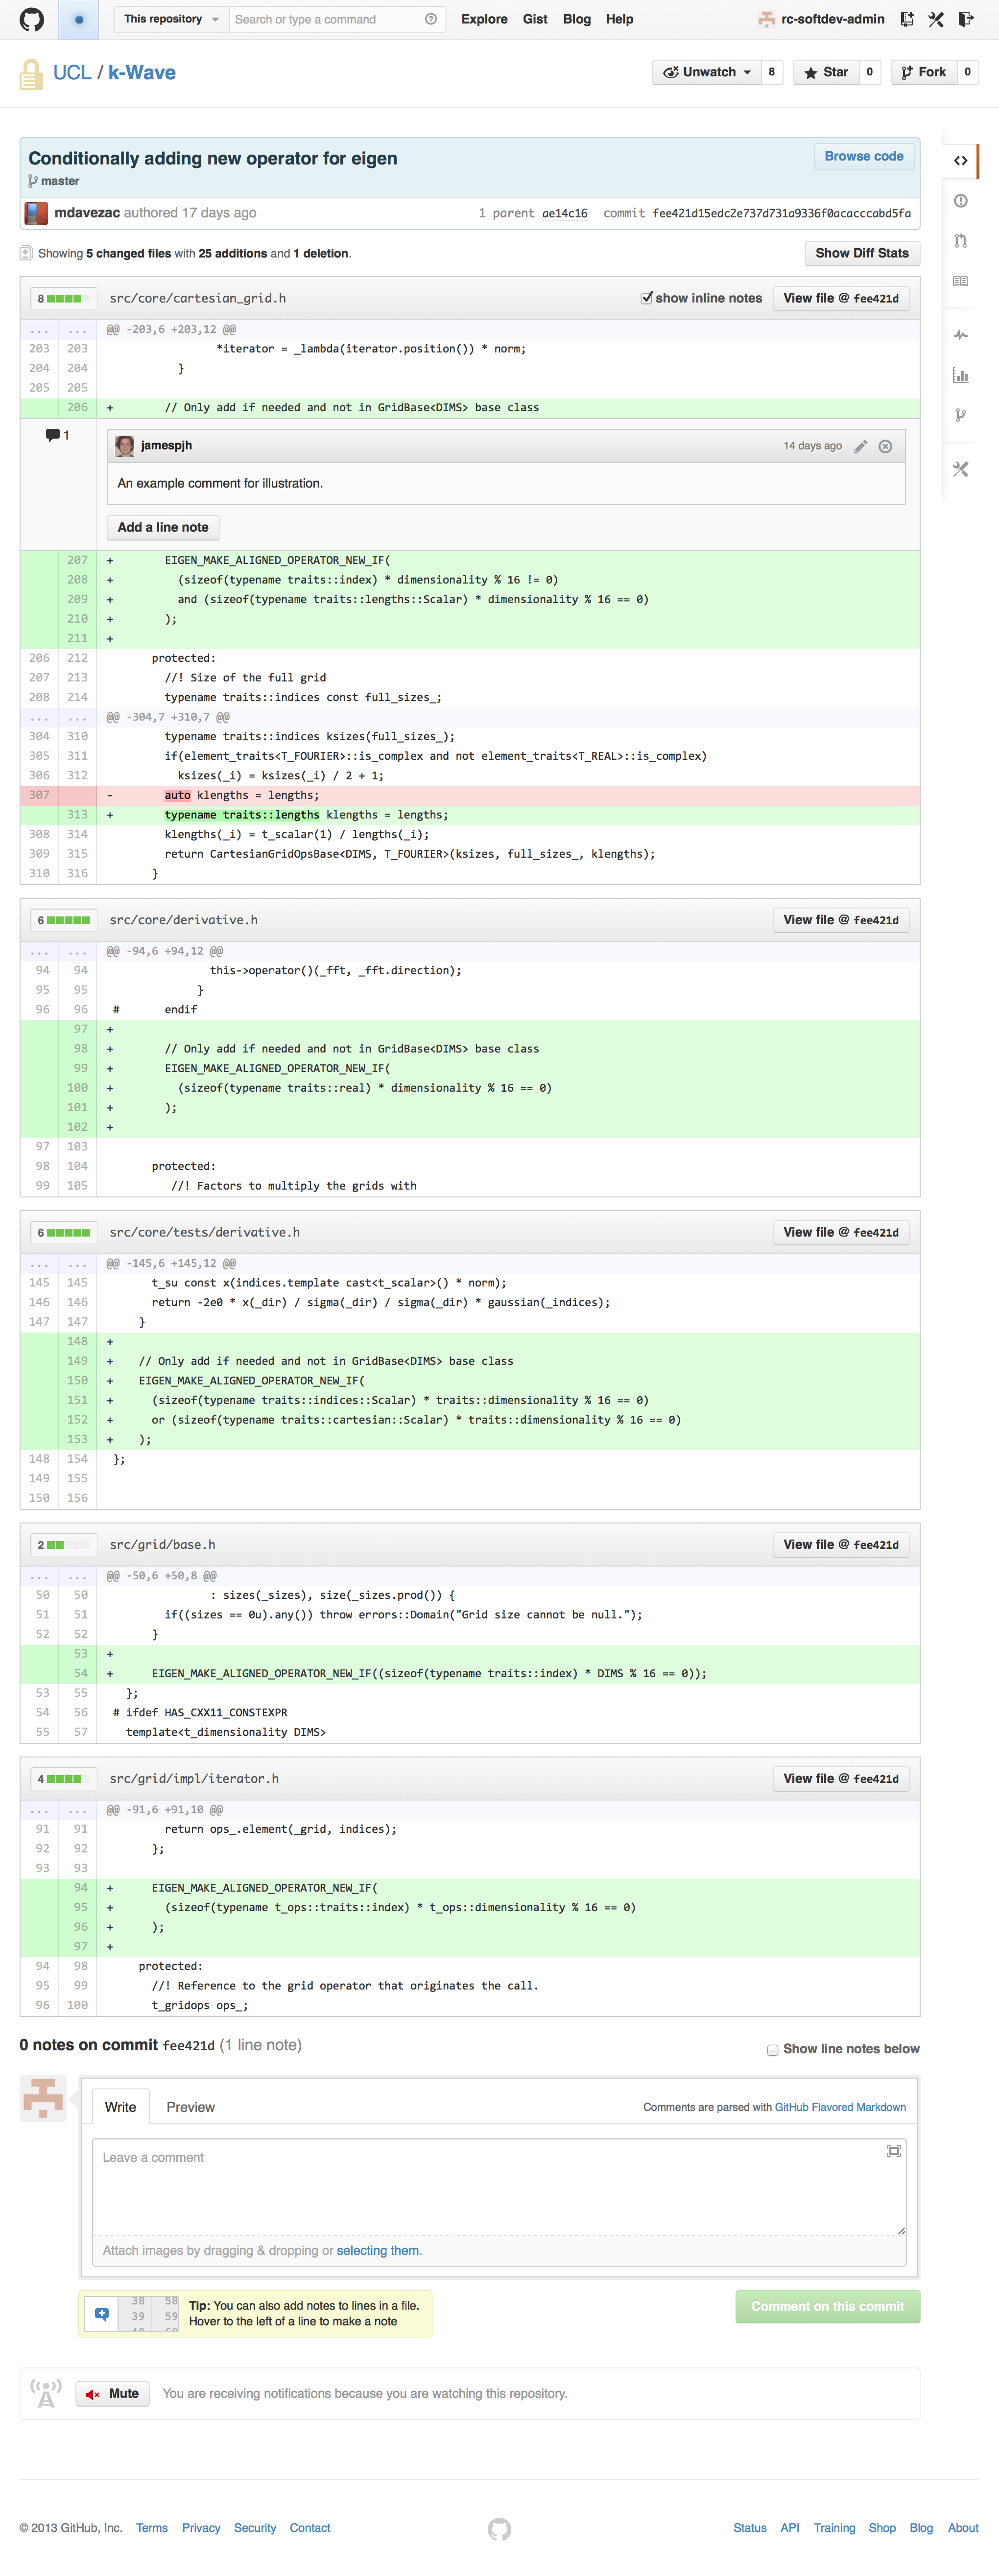 This repository Search or type a command Explore Gist Blog Help rc-softdev-admin
UCL / k-Wave Unwatch 8 Star 0 Fork 0
Conditionally adding new operator for eigen Browse code
master
mdavezac authored 17 days ago 1 parent ae14c16 commit fee421d15edc2e737d731a9336f0acacccabd5fa
Showing 5 changed files with 25 additions and 1 deletion. Show Diff Stats
8 src/core/cartesian_grid.h show inline notes View file @ fee421d
... ... @@ -203,6 +203,12 @@
203 203 *iterator = _lambda(iterator.position()) * norm;
204 204 }
205 205
206 + // Only add if needed and not in GridBase<DIMS> base class
1 jamespjh 14 days ago
An example comment for illustration.
Add a line note
207 + EIGEN_MAKE_ALIGNED_OPERATOR_NEW_IF(
208 + (sizeof(typename traits::index) * dimensionality % 16 != 0)
209 + and (sizeof(typename traits::lengths::Scalar) * dimensionality % 16 == 0)
210 + );
211 +
206 212 protected:
207 213 //! Size of the full grid
208 214 typename traits::indices const full_sizes_;
... ... @@ -304,7 +310,7 @@
304 310 typename traits::indices ksizes(full_sizes_);
305 311 if(element_traits<T_FOURIER>::is_complex and not element_traits<T_REAL>::is_complex)
306 312 ksizes(_i) = ksizes(_i) / 2 + 1;
307 - auto klengths = lengths;
313 + typename traits::lengths klengths = lengths;
308 314 klengths(_i) = t_scalar(1) / lengths(_i);
309 315 return CartesianGridOpsBase<DIMS, T_FOURIER>(ksizes, full_sizes_, klengths);
310 316 }
6 src/core/derivative.h View file @ fee421d
... ... @@ -94,6 +94,12 @@
94 94 this->operator()(_fft, _fft.direction);
95 95 }
96 96 # endif
97 +
98 + // Only add if needed and not in GridBase<DIMS> base class
99 + EIGEN_MAKE_ALIGNED_OPERATOR_NEW_IF(
100 + (sizeof(typename traits::real) * dimensionality % 16 == 0)
101 + );
102 +
97 103
98 104 protected:
99 105 //! Factors to multiply the grids with
6 src/core/tests/derivative.h View file @ fee421d
... ... @@ -145,6 +145,12 @@
145 145 t_su const x(indices.template cast<t_scalar>() * norm);
146 146 return -2e0 * x(_dir) / sigma(_dir) / sigma(_dir) * gaussian(_indices);
147 147 }
148 +
149 + // Only add if needed and not in GridBase<DIMS> base class
150 + EIGEN_MAKE_ALIGNED_OPERATOR_NEW_IF(
151 + (sizeof(typename traits::indices::Scalar) * traits::dimensionality % 16 == 0)
152 + or (sizeof(typename traits::cartesian::Scalar) * traits::dimensionality % 16 == 0)
153 + );
148 154 };
149 155
150 156
2 src/grid/base.h View file @ fee421d
... ... @@ -50,6 +50,8 @@
50 50 : sizes(_sizes), size(_sizes.prod()) {
51 51 if((sizes == 0u).any()) throw errors::Domain("Grid size cannot be null.");
52 52 }
53 +
54 + EIGEN_MAKE_ALIGNED_OPERATOR_NEW_IF((sizeof(typename traits::index) * DIMS % 16 == 0));
53 55 };
54 56 # ifdef HAS_CXX11_CONSTEXPR
55 57 template<t_dimensionality DIMS>
4 src/grid/impl/iterator.h View file @ fee421d
... ... @@ -91,6 +91,10 @@
91 91 return ops_.element(_grid, indices);
92 92 };
93 93
94 + EIGEN_MAKE_ALIGNED_OPERATOR_NEW_IF(
95 + (sizeof(typename t_ops::traits::index) * t_ops::dimensionality % 16 == 0)
96 + );
97 +
94 98 protected:
95 99 //! Reference to the grid operator that originates the call.
96 100 t_gridops ops_;
0 notes on commit fee421d (1 line note) Show line notes below
Write Preview Comments are parsed with GitHub Flavored Markdown
Leave a comment
Attach images by dragging & dropping or selecting them.
38 58 Tip: You can also add notes to lines in a file.
39 59 Hover to the left of a line to make a note
Comment on this commit
Mute You are receiving notifications because you are watching this repository.
© 2013 GitHub, Inc. Terms Privacy Security Contact Status API Training Shop Blog About